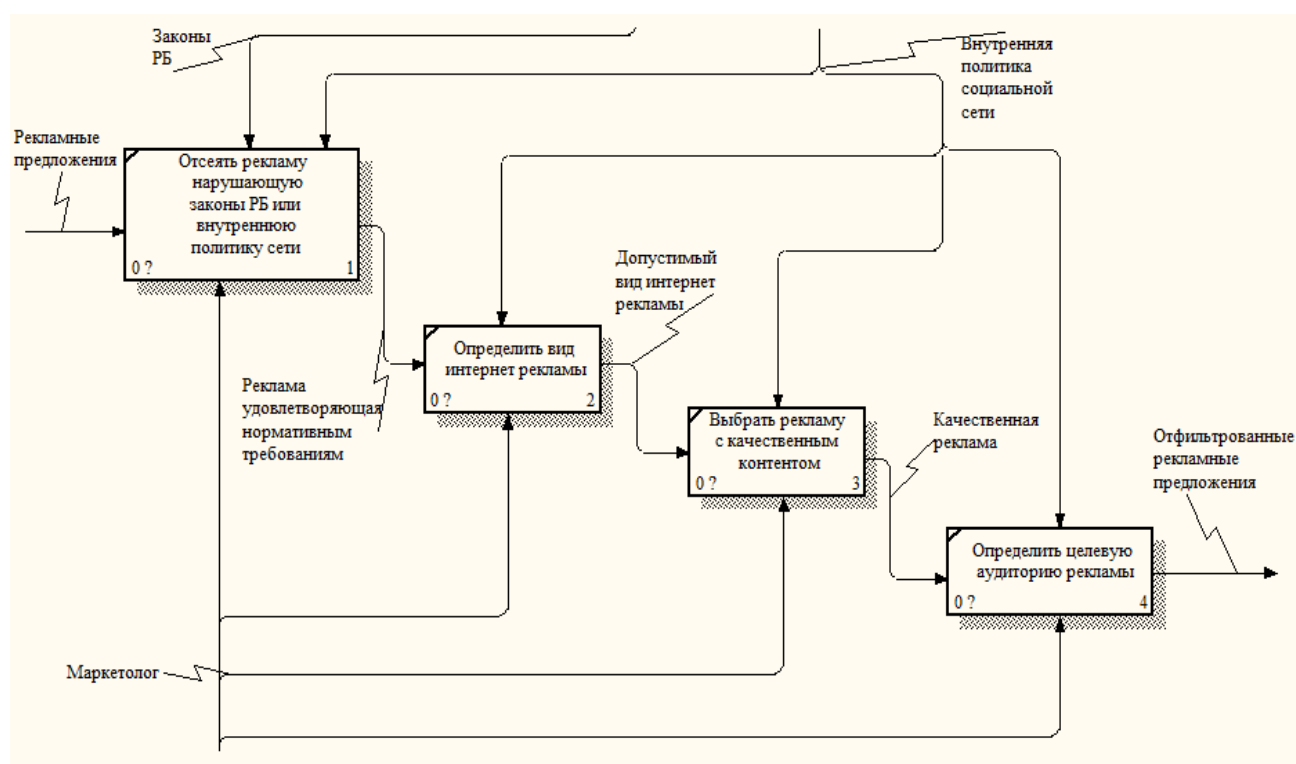 Законы
РБ
Внутренняя
политика
социальной
сети
Рекламные
предложения
Отсеять рекламу
нарушающую
законы РБ или
внутреннюю
политику сети
0 ? 1
Допустимый
вид интернет
рекламы
Определить вид
интернет рекламы
0 ? 2
Реклама
удовлетворяющая
нормативным
требованиям
Выбрать рекламу
с качественным
контентом
0 ? 3
Качественная
реклама
Отфильтрованные
рекламные
предложения
Определить целевую
аудиторию рекламы
0 ? 4
Маркетолог